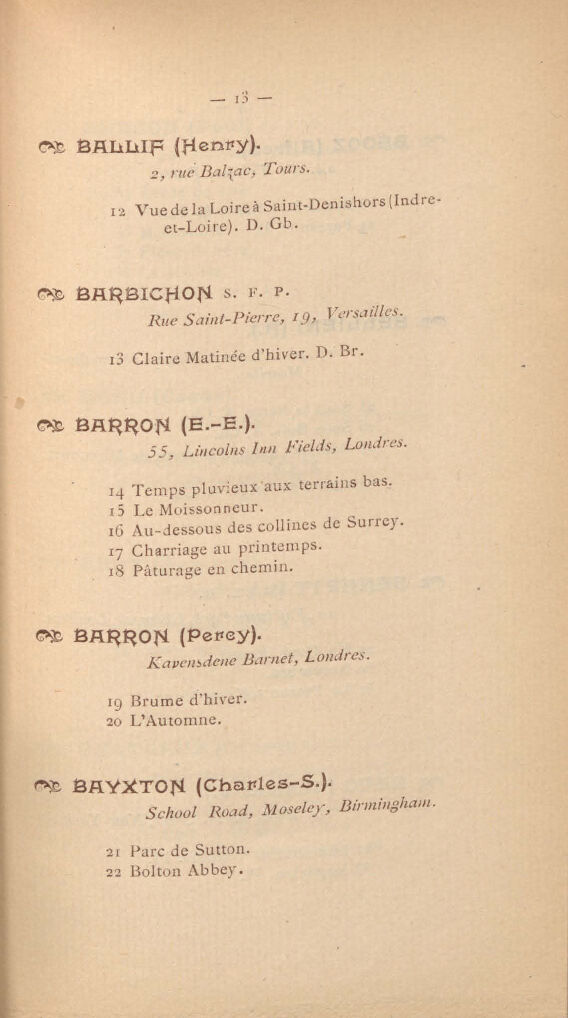 — 13 —
BALLIF (Henry).
2, rue Balzac, Tours.
12 Vue de la Loire à Saint-Denishors (Indre-
et-Loire). D. Gb.
BARBICHON S. F. P.
Rue Saint-Pierre, 19, Versailles.
13 Claire Matinée d'hiver. D. Br.
BARRON (E.-E.).
55, Lincolns Inn Fields, Londres.
14 Temps pluvieux aux terrains bas.
15 Le Moissonneur.
16 Au-dessous des collines de Surrey.
17 Charriage au printemps.
18 Pâturage en chemin.
BARRON (Percy).
Kavensdene Barnet, Londres.
19 Brume d'hiver.
20 L'Automne.
BAYXTON (Charles-S.).
School Road, Moseley, Birmingham.
21 Parc de Sutton.
22 Bolton Abbey.